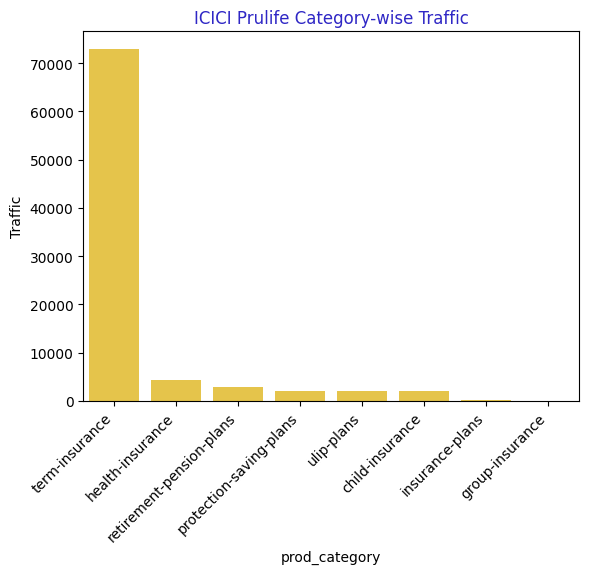 ICICI Prulife Category-wise Traffic
Traffic
70000
60000
50000
40000
30000
20000
10000
0
term-insurance
health-insurance
retirement-pension-plans
protection-saving-plans
ulip-plans
child-insurance
insurance-plans
group-insurance
prod_category